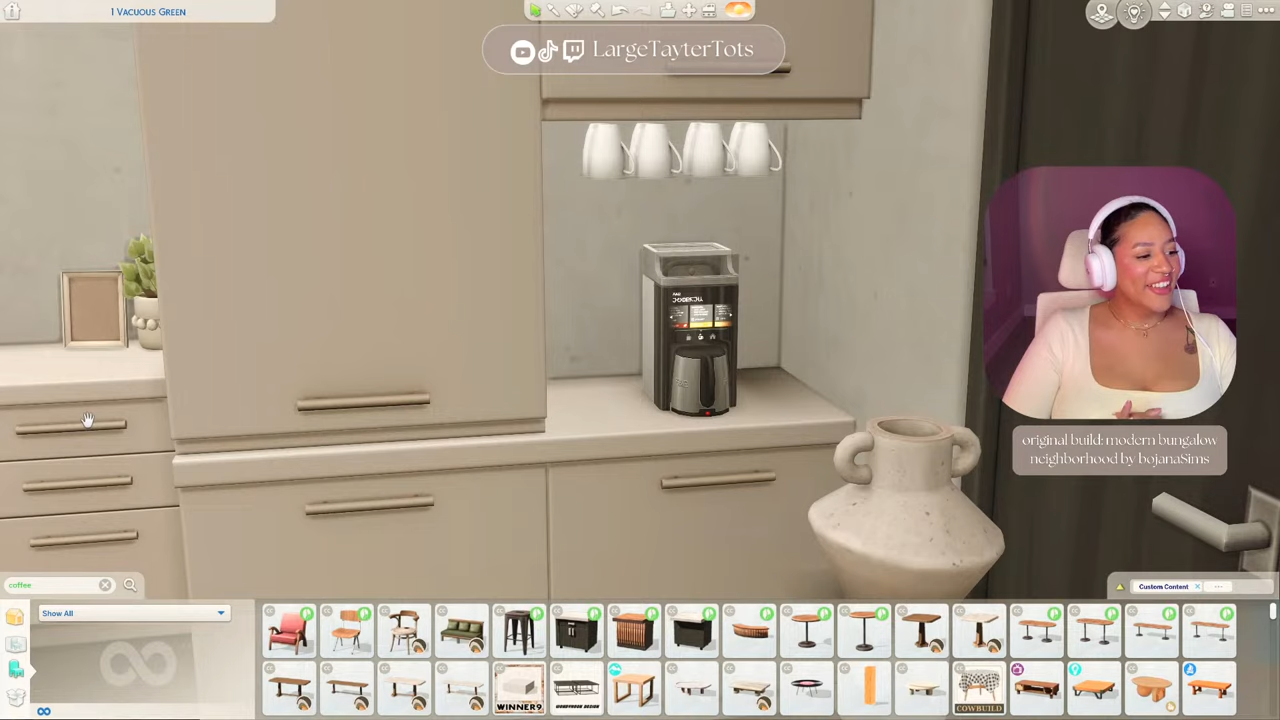 1 Vacuous Green
LargeTayterTots
original build: modern bungalow
neighborhood by bojanaSims
coffee
Custom Content
Show All
WINNER9
COWBUILD